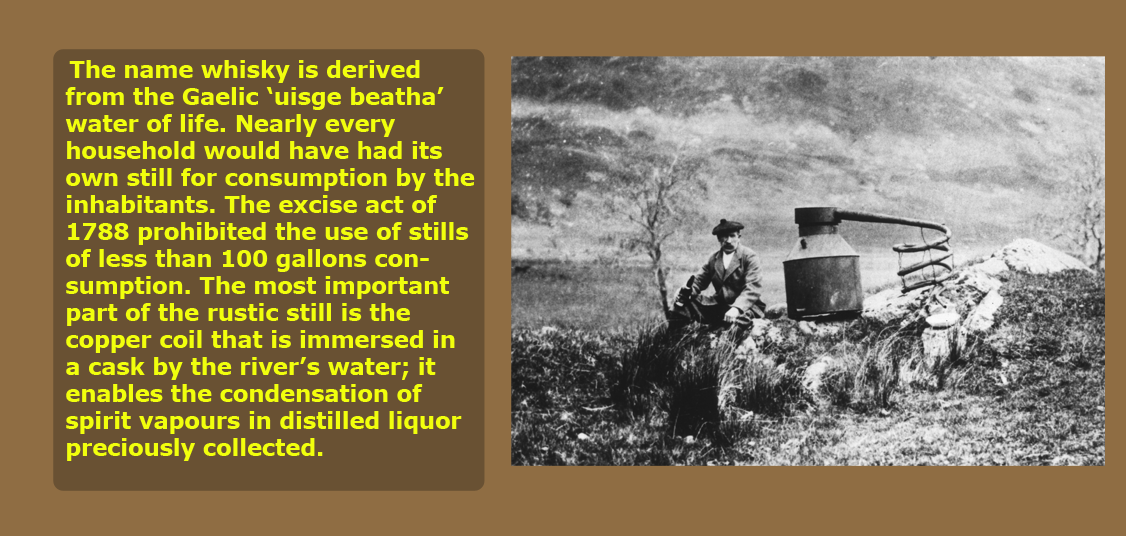 The name whisky is derived
from the Gaelic ‘uisge beatha’
water of life. Nearly every
household would have had its
own still for consumption by the
inhabitants. The excise act of
1788 prohibited the use of stills
of less than 100 gallons con-
sumption. The most important
part of the rustic still is the
copper coil that is immersed in
a cask by the river’s water; it
enables the condensation of
spirit vapours in distilled liquor
preciously collected.